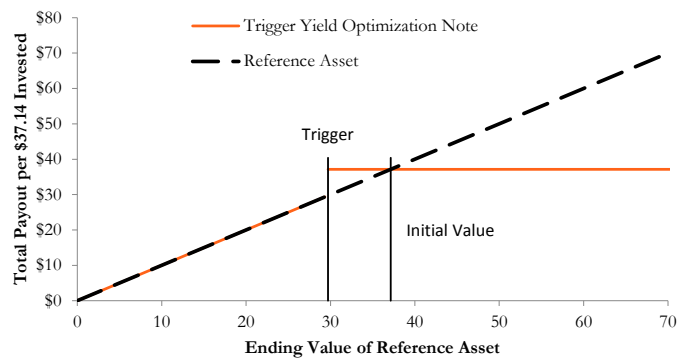 $80
$70
$60
$50
$40
$30
$20
$10
$0
Total Payout per $37.14 Invested
Trigger Yield Optimization Note
Reference Asset
Trigger
Initial Value
0 10 20 30 40 50 60 70
Ending Value of Reference Asset